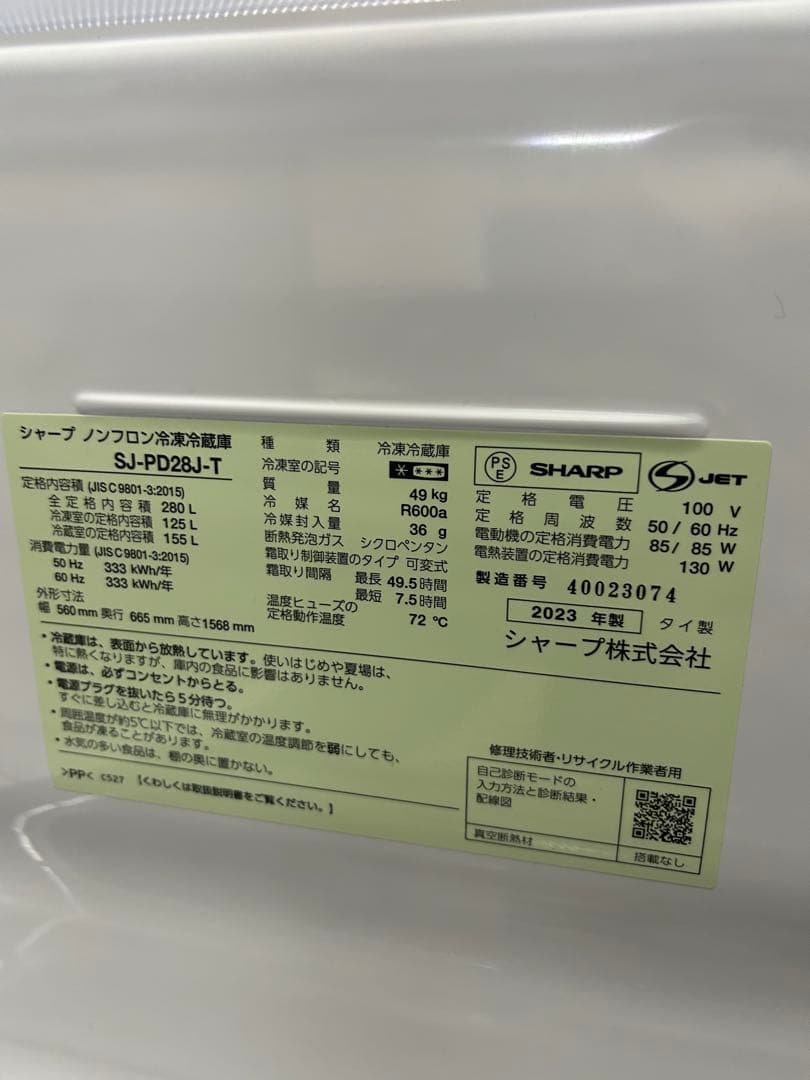 シャープ ノンフロン冷凍冷蔵庫
SJ-PD28J-T
定格内容積 (JIS C 9801-3:2015)
全定格内容積 280 L
冷凍室の定格内容積 125 L
冷蔵室の定格内容積 155 L
消費電力量 (JIS C 9801-3:2015)
50 Hz 333 kWh/年
60 Hz 333 kWh/年
外形寸法
幅 560 mm 奥行 665 mm 高さ1568 mm
種類 冷凍冷蔵庫
冷凍室の記号
質量 49 kg
冷媒名 R600a
冷媒封入量 36 g
断熱発泡ガス シクロペンタン
霜取り制御装置のタイプ 可変式
霜取り間隔 最長 49.5 時間
最短 7.5 時間
温度ヒューズの
定格動作温度 72 ℃
PS
E
SHARP
JET
定格電圧 100 V
定格周波数 50 / 60 Hz
電動機の定格消費電力 85 / 85 W
電熱装置の定格消費電力 130 W
製造番号 40023074
2023 年製 タイ製
シャープ株式会社
・冷蔵庫は、表面から放熱しています。使いはじめや夏場は、
特に熱くなりますが、庫内の食品に影響はありません。
・電源は、必ずコンセントからとる。
・電源プラグを抜いたら5分待つ。
すぐに差し込むと冷蔵庫に無理がかかります。
・周囲温度が約5℃以下では、冷蔵室の温度調節を弱にしても、
食品が凍ることがあります。
・水気の多い食品は、棚の奥に置かない。
>PP< C527 【くわしくは取扱説明書をご覧ください。】
修理技術者・リサイクル作業者用
自己診断モードの
入力方法と診断結果・
配線図
真空断熱材 搭載なし